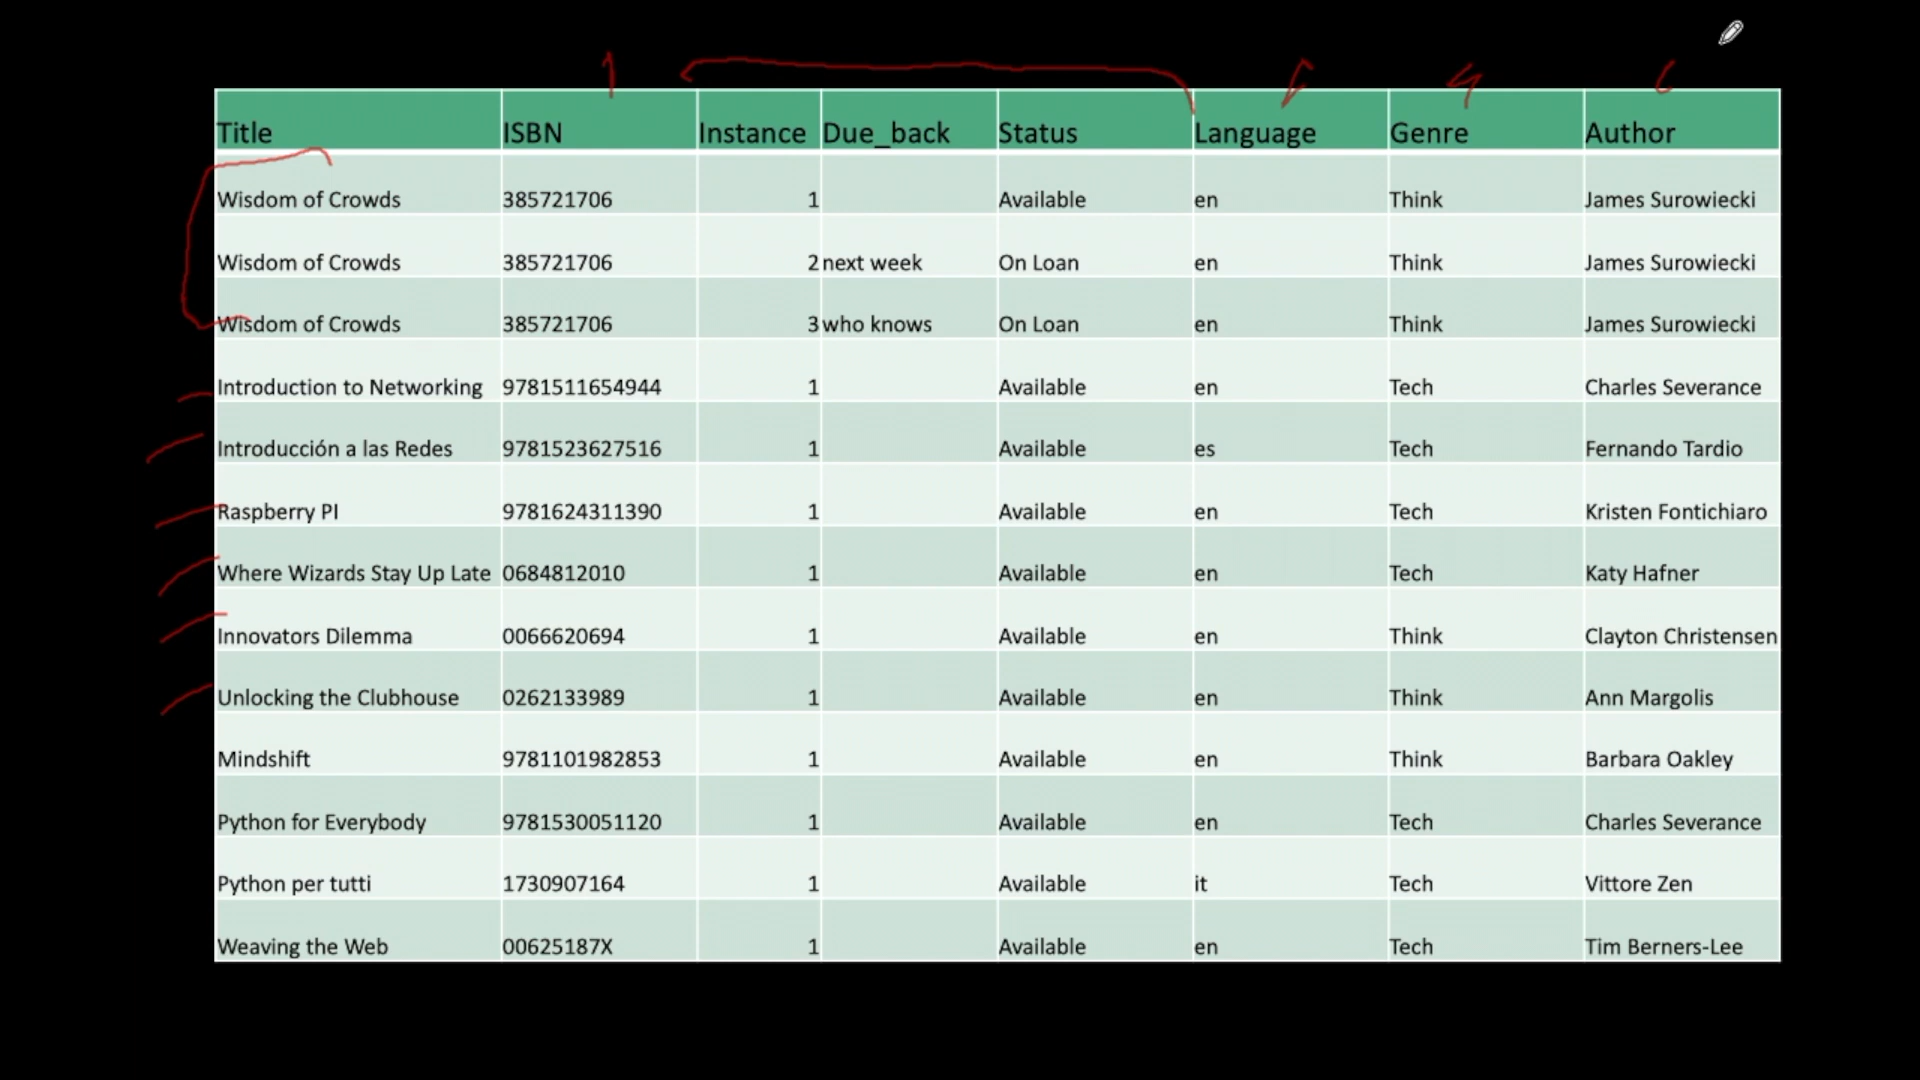 Title ISBN Instance Due_back Status Language Genre Author
Wisdom of Crowds 385721706 1 Available en Think James Surowiecki
Wisdom of Crowds 385721706 2 next week On Loan en Think James Surowiecki
Wisdom of Crowds 385721706 3 who knows On Loan en Think James Surowiecki
Introduction to Networking 9781511654944 1 Available en Tech Charles Severance
Introducción a las Redes 9781523627516 1 Available es Tech Fernando Tardio
Raspberry PI 9781624311390 1 Available en Tech Kristen Fontichiaro
Where Wizards Stay Up Late 0684812010 1 Available en Tech Katy Hafner
Innovators Dilemma 0066620694 1 Available en Think Clayton Christensen
Unlocking the Clubhouse 0262133989 1 Available en Think Ann Margolis
Mindshift 9781101982853 1 Available en Think Barbara Oakley
Python for Everybody 9781530051120 1 Available en Tech Charles Severance
Python per tutti 1730907164 1 Available it Tech Vittore Zen
Weaving the Web 00625187X 1 Available en Tech Tim Berners-Lee